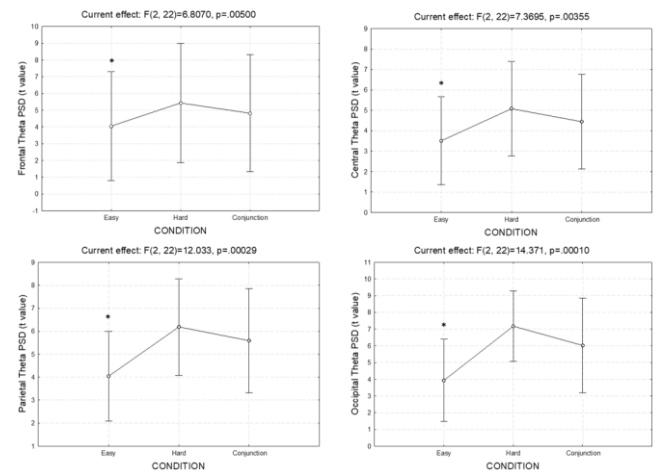 Current effect: F(2, 22)=6.8070, p=.00500
Frontal Theta PSD (t value)
10
9
8
7
6
5
4
3
2
1
0
-1
*
Easy Hard Conjunction
CONDITION
Current effect: F(2, 22)=7.3695, p=.00355
Central Theta PSD (t value)
9
8
7
6
5
4
3
2
1
0
*
Easy Hard Conjunction
CONDITION
Current effect: F(2, 22)=12.033, p=.00029
Parietal Theta PSD (t value)
9
8
7
6
5
4
3
2
1
*
Easy Hard Conjunction
CONDITION
Current effect: F(2, 22)=14.371, p=.00010
Occipital Theta PSD (t value)
11
10
9
8
7
6
5
4
3
2
1
0
*
Easy Hard Conjunction
CONDITION